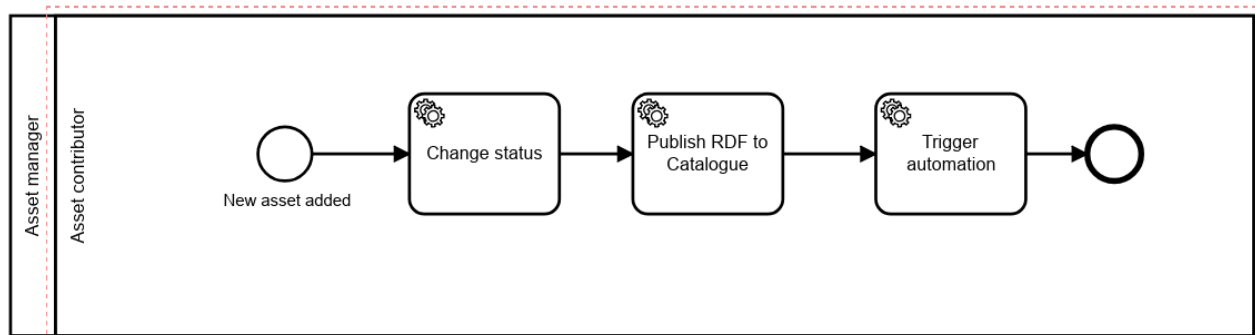 Asset manager
Asset contributor
New asset added
Change status
Publish RDF to
Catalogue
Trigger
automation